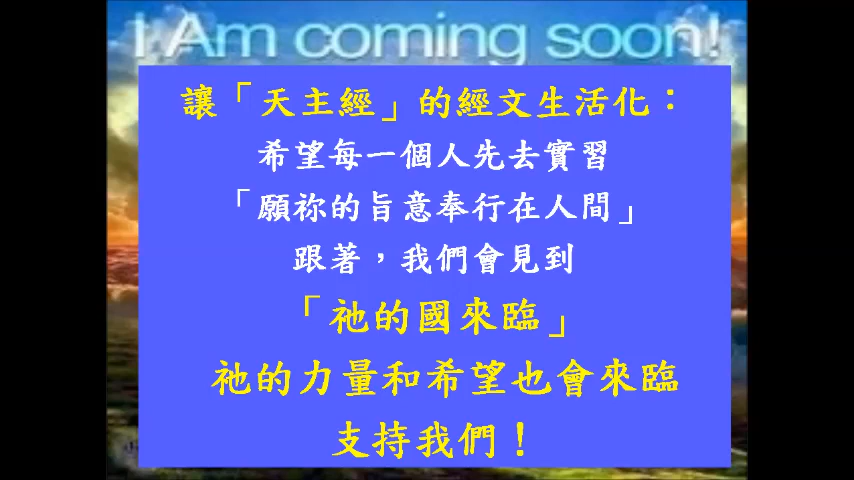 I Am coming soon!
讓「天主經」的經文生活化：
希望每一個人先去實習
「願祢的旨意奉行在人間」
跟著，我們會見到
「祂的國來臨」
祂的力量和希望也會來臨
支持我們！